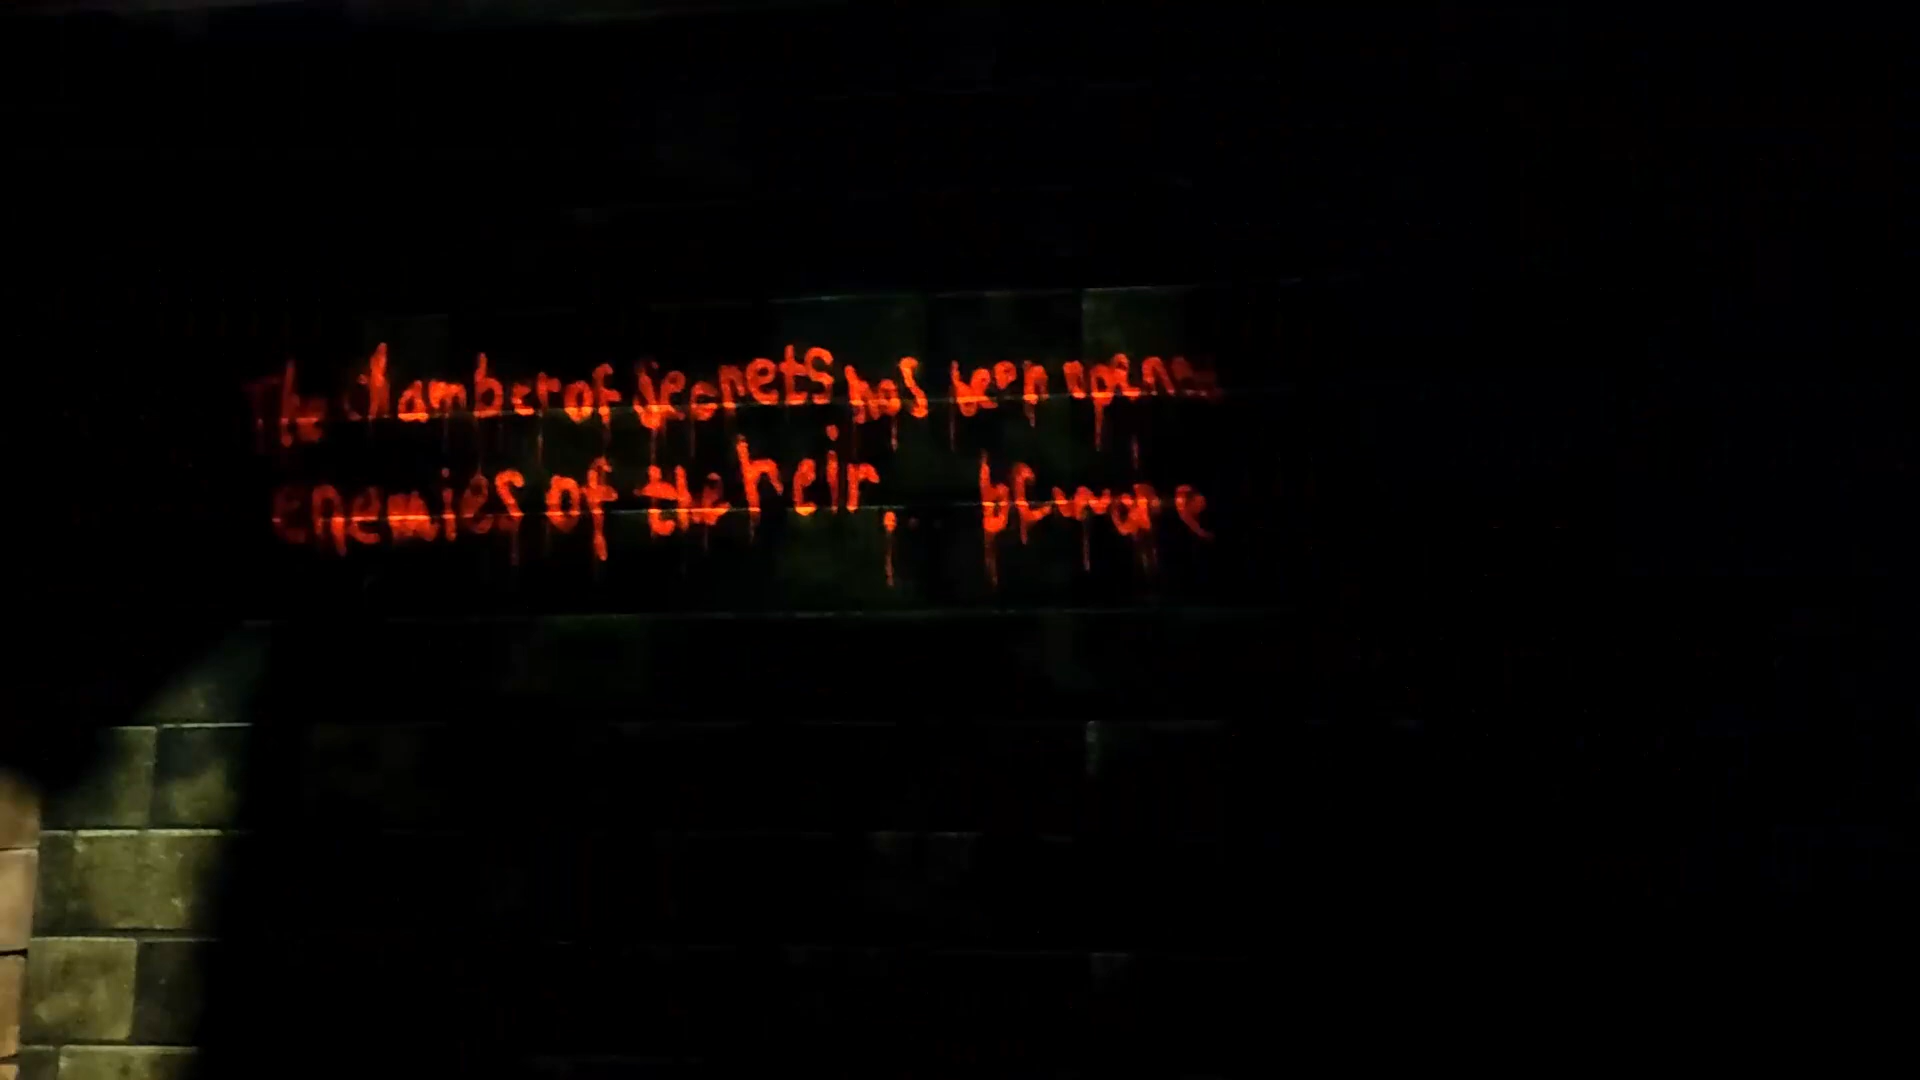 The Chamber of Secrets has been opened
enemies of the heir, beware